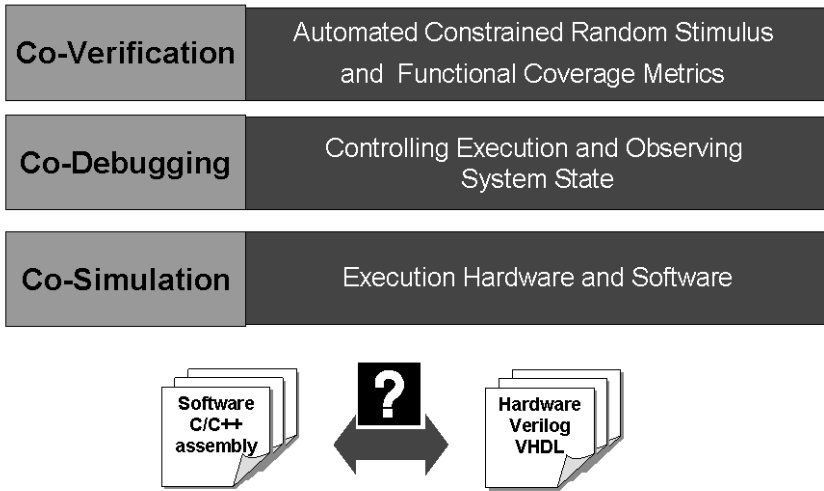 Co-Verification
Automated Constrained Random Stimulus
and Functional Coverage Metrics
Co-Debugging
Controlling Execution and Observing
System State
Co-Simulation
Execution Hardware and Software
Software
C/C++
assembly
?
Hardware
Verilog
VHDL